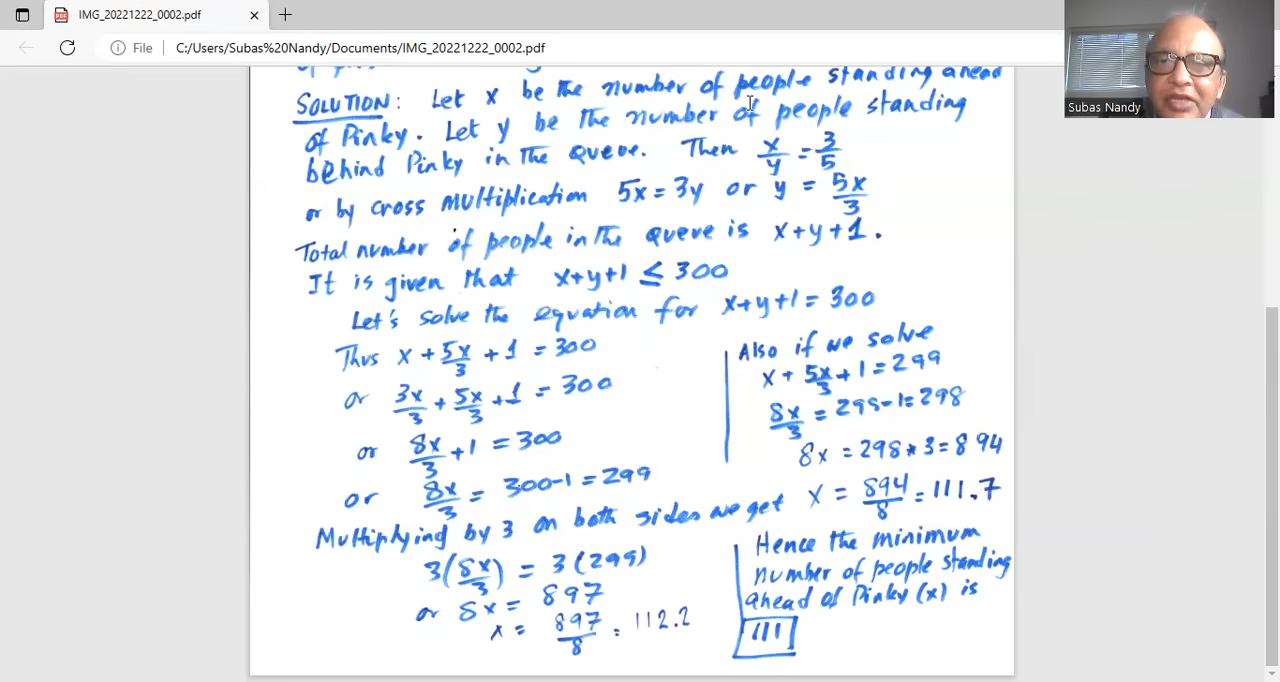 IMG_20221222_0002.pdf
File C:/Users/Subas%20Nandy/Documents/IMG_20221222_0002.pdf
Subas Nandy
SOLUTION: Let x be the number of people standing ahead
of Pinky. Let y be the number of people standing
behind Pinky in the queue. Then x/y = 3/5
or by cross multiplication 5x = 3y or y = 5x/3
Total number of people in the queue is x+y+1.
It is given that x+y+1 ≤ 300
Let's solve the equation for x+y+1 = 300
Thus x + 5x/3 + 1 = 300
or 3x/3 + 5x/3 + 1 = 300
or 8x/3 + 1 = 300
or 8x/3 = 300-1 = 299
Multiplying by 3 on both sides we get
3(8x/3) = 3(299)
or 8x = 897
x = 897/8 = 112.2
Also if we solve
x + 5x/3 + 1 = 299
8x/3 = 299-1 = 298
8x = 298*3 = 894
x = 894/8 = 111.7
Hence the minimum
number of people standing
ahead of Pinky (x) is
111